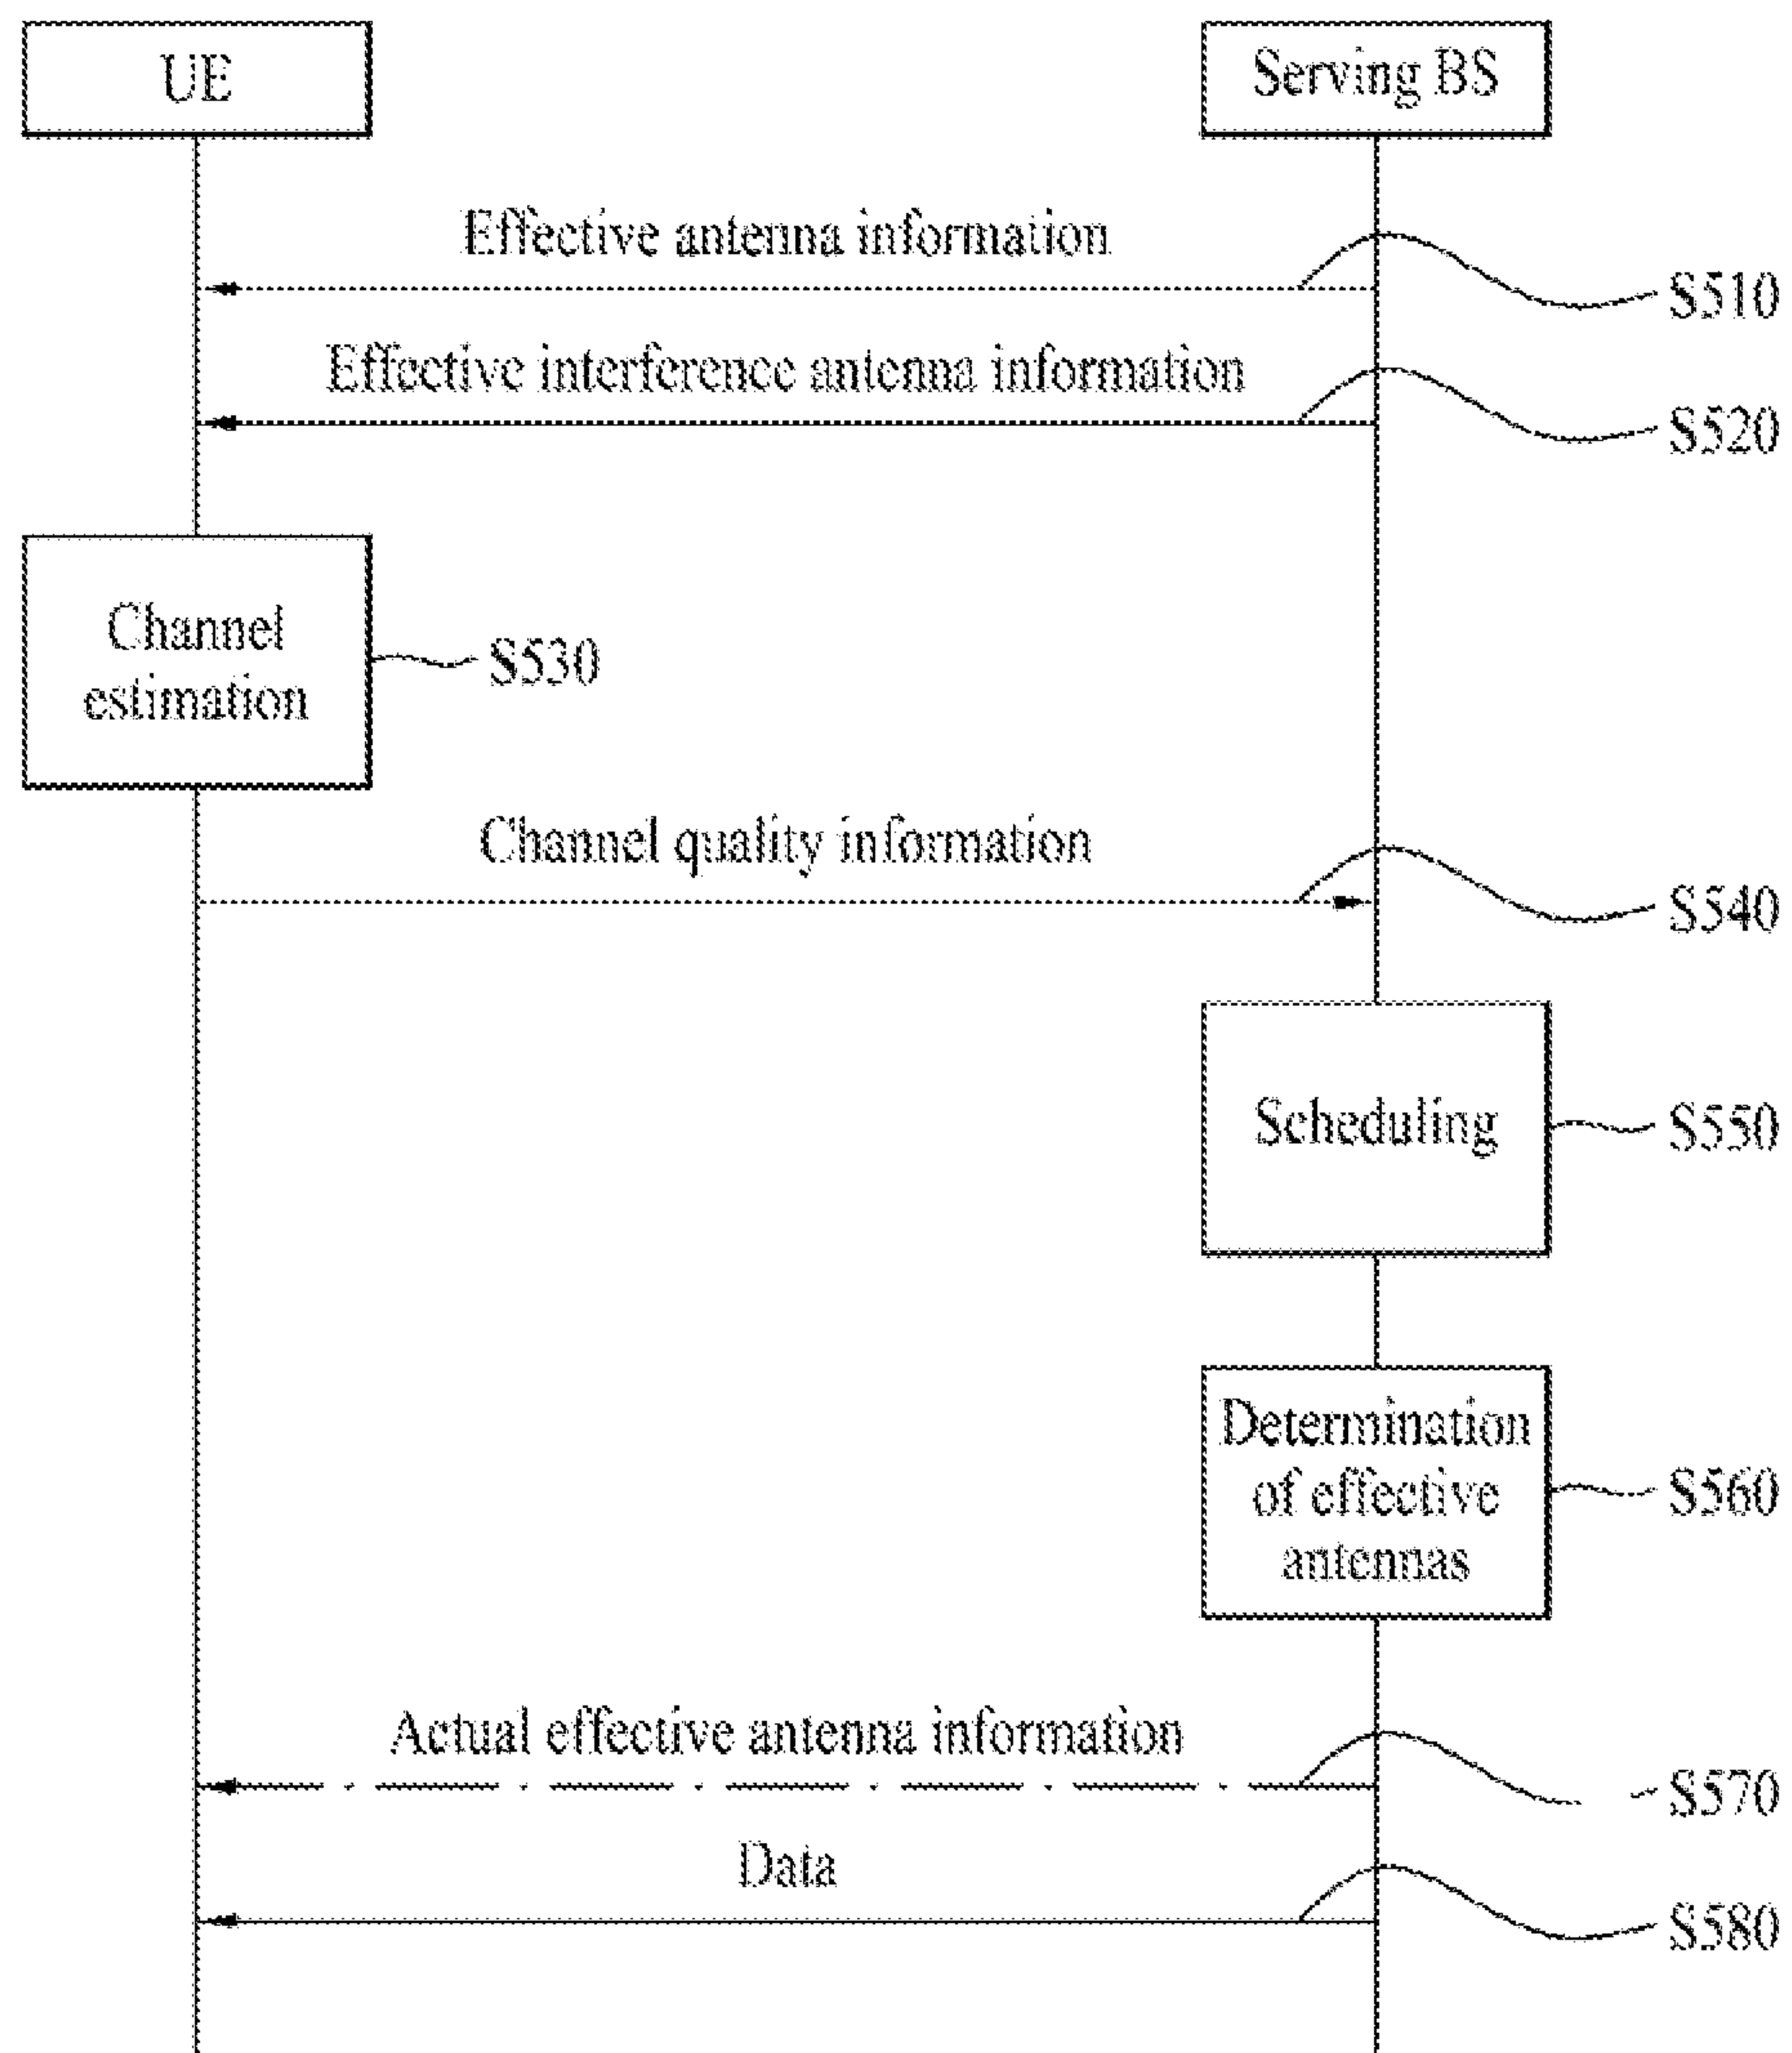 UE
Serving BS
Effective antenna information
S510
Effective interference antenna information
S520
Channel
estimation
S530
Channel quality information
S540
Scheduling
S550
Determination
of effective
antennas
S560
Actual effective antenna information
S570
Data
S580